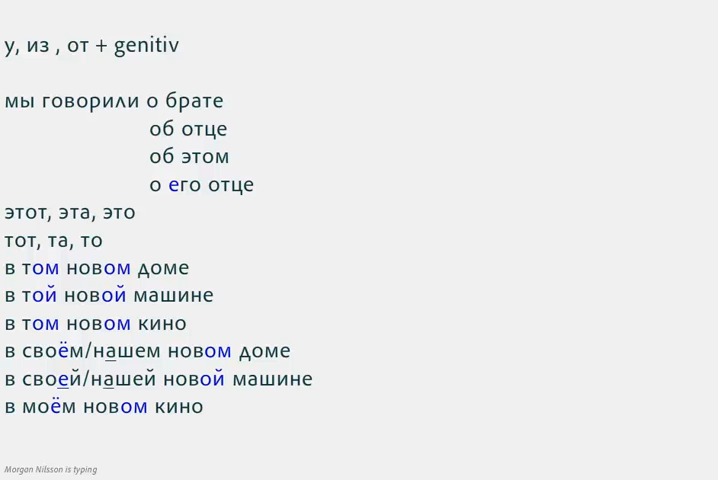 у, из , от + genitiv
мы говорили о брате
об отце
об этом
о его отце
этот, эта, это
тот, та, то
в том новом доме
в той новой машине
в том новом кино
в своём/нашем новом доме
в своей/нашей новой машине
в моём новом кино
Morgan Nilsson is typing